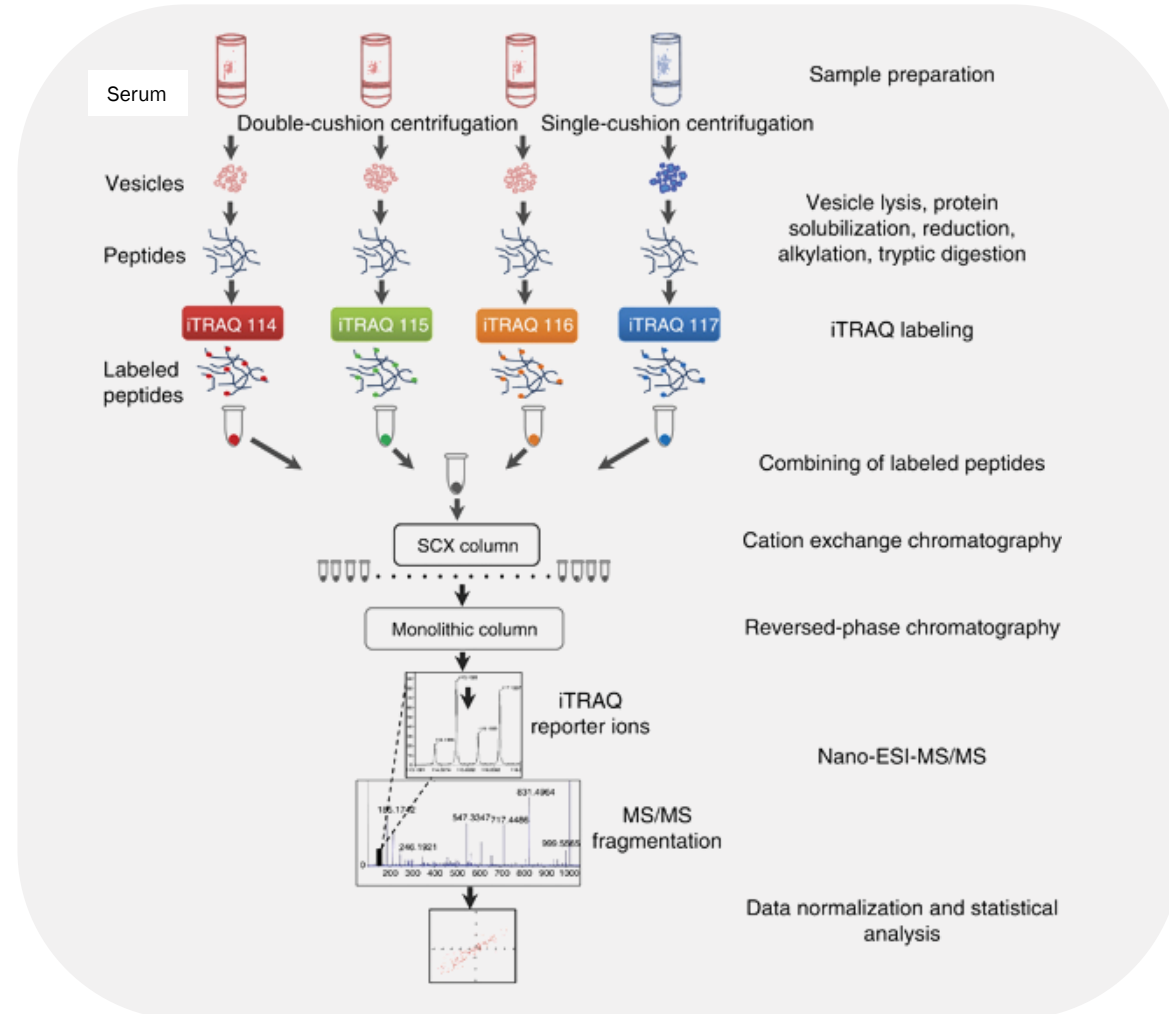 Sample preparation
Serum
Double-cushion centrifugation
Single-cushion centrifugation
Vesicles
Vesicle lysis, protein
solubilization, reduction,
alkylation, tryptic digestion
Peptides
iTRAQ 114
iTRAQ 115
iTRAQ 116
iTRAQ 117
iTRAQ labeling
Labeled
peptides
Combining of labeled peptides
SCX column
Cation exchange chromatography
Monolithic column
Reversed-phase chromatography
iTRAQ
reporter ions
Nano-ESI-MS/MS
831.4964
547.3347
717.4486
MS/MS
fragmentation
246.1921
999.5565
0
200 300 400 500 600 700 800 900 1000
Data normalization and statistical
analysis